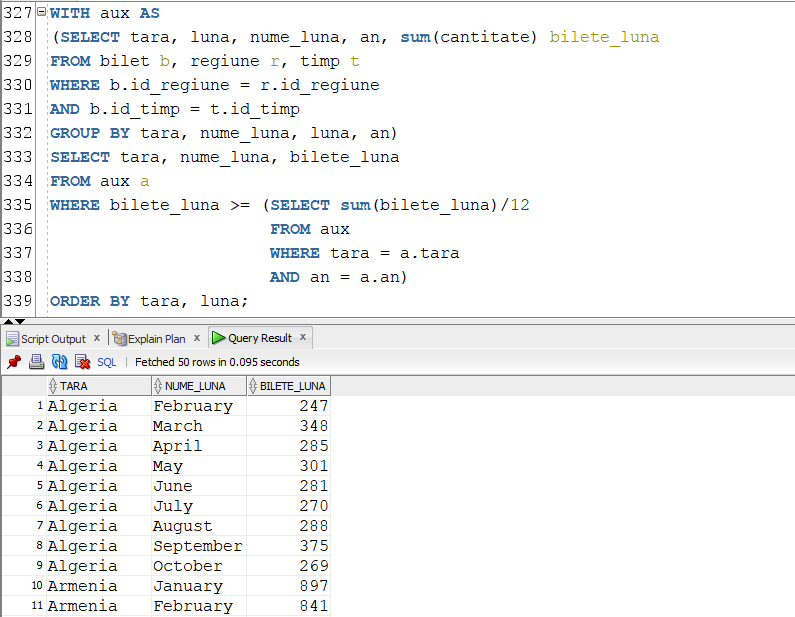 327 WITH aux AS
328 (SELECT tara, luna, nume_luna, an, sum(cantitate) bilete_luna
329 FROM bilet b, regiune r, timp t
330 WHERE b.id_regiune = r.id_regiune
331 AND b.id_timp = t.id_timp
332 GROUP BY tara, nume_luna, luna, an)
333 SELECT tara, nume_luna, bilete_luna
334 FROM aux a
335 WHERE bilete_luna >= (SELECT sum(bilete_luna)/12
336 FROM aux
337 WHERE tara = a.tara
338 AND an = a.an)
339 ORDER BY tara, luna;
Script Output x Explain Plan x Query Result x
SQL | Fetched 50 rows in 0.095 seconds
TARA NUME_LUNA BILETE_LUNA
1 Algeria February 247
2 Algeria March 348
3 Algeria April 285
4 Algeria May 301
5 Algeria June 281
6 Algeria July 270
7 Algeria August 288
8 Algeria September 375
9 Algeria October 269
10 Armenia January 897
11 Armenia February 841